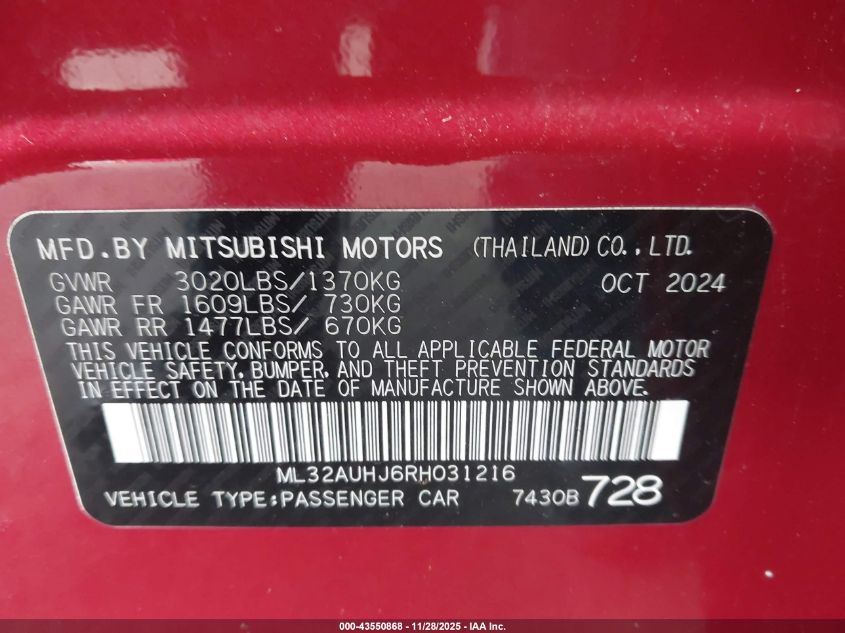 MFD.BY MITSUBISHI MOTORS (THAILAND) CO., LTD.
GVWR 3020LBS/1370KG OCT 2024
GAWR FR 1609LBS/ 730KG
GAWR RR 1477LBS/ 670KG
THIS VEHICLE CONFORMS TO ALL APPLICABLE FEDERAL MOTOR
VEHICLE SAFETY, BUMPER, AND THEFT PREVENTION STANDARDS
IN EFFECT ON THE DATE OF MANUFACTURE SHOWN ABOVE.
ML32AUHJ6RH031216
VEHICLE TYPE:PASSENGER CAR 7430B 728
000-43550868 - 11/28/2025 - IAA Inc.